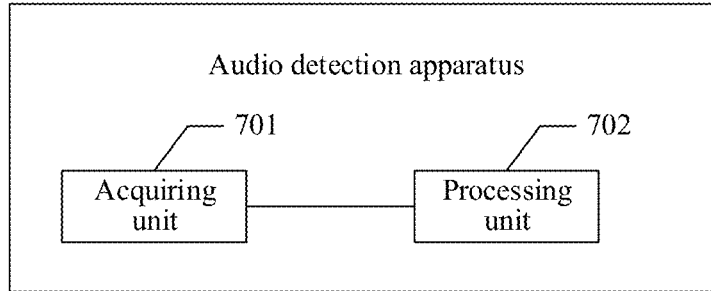 Audio detection apparatus
701
702
Acquiring
unit
Processing
unit